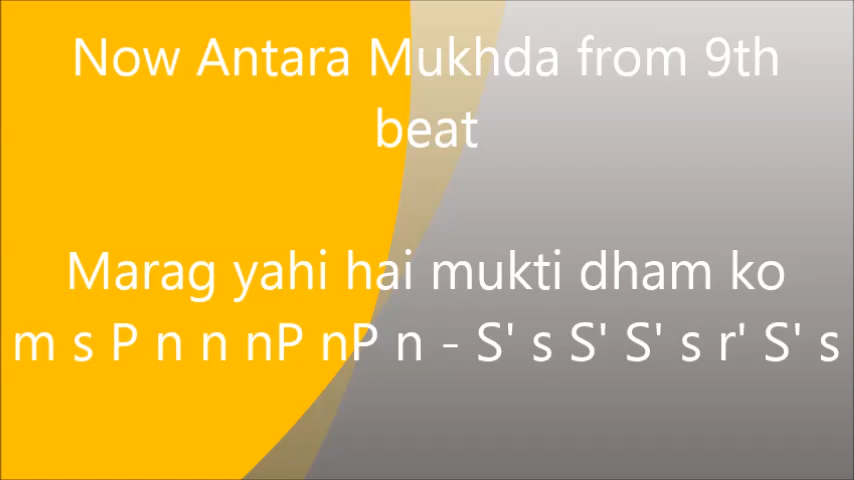 Now Antara Mukhda from 9th
beat
Marag yahi hai mukti dham ko
m s P n n nP nP n - S' s S' S' s r' S' s